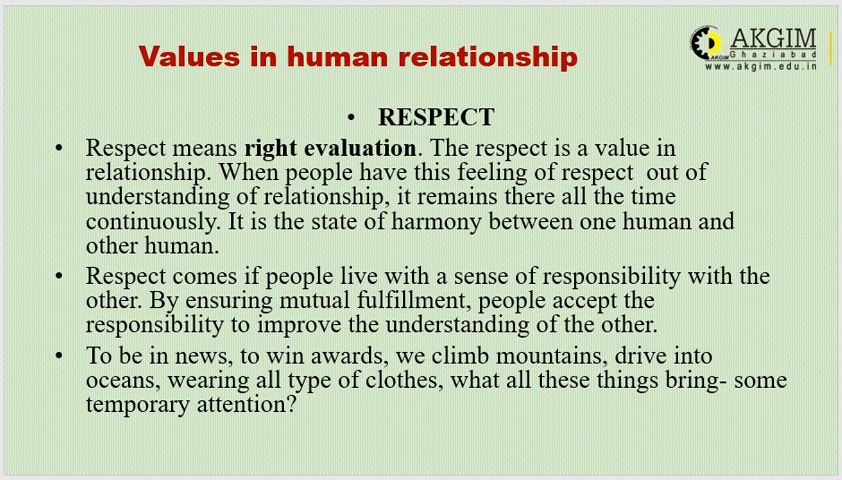 Values in human relationship
AKGIM
Ghaziabad
AKGIM
www.akgim.edu.in
• RESPECT
• Respect means right evaluation. The respect is a value in
relationship. When people have this feeling of respect  out of
understanding of relationship, it remains there all the time
continuously. It is the state of harmony between one human and
other human.
• Respect comes if people live with a sense of responsibility with the
other. By ensuring mutual fulfillment, people accept the
responsibility to improve the understanding of the other.
• To be in news, to win awards, we climb mountains, drive into
oceans, wearing all type of clothes, what all these things bring- some
temporary attention?